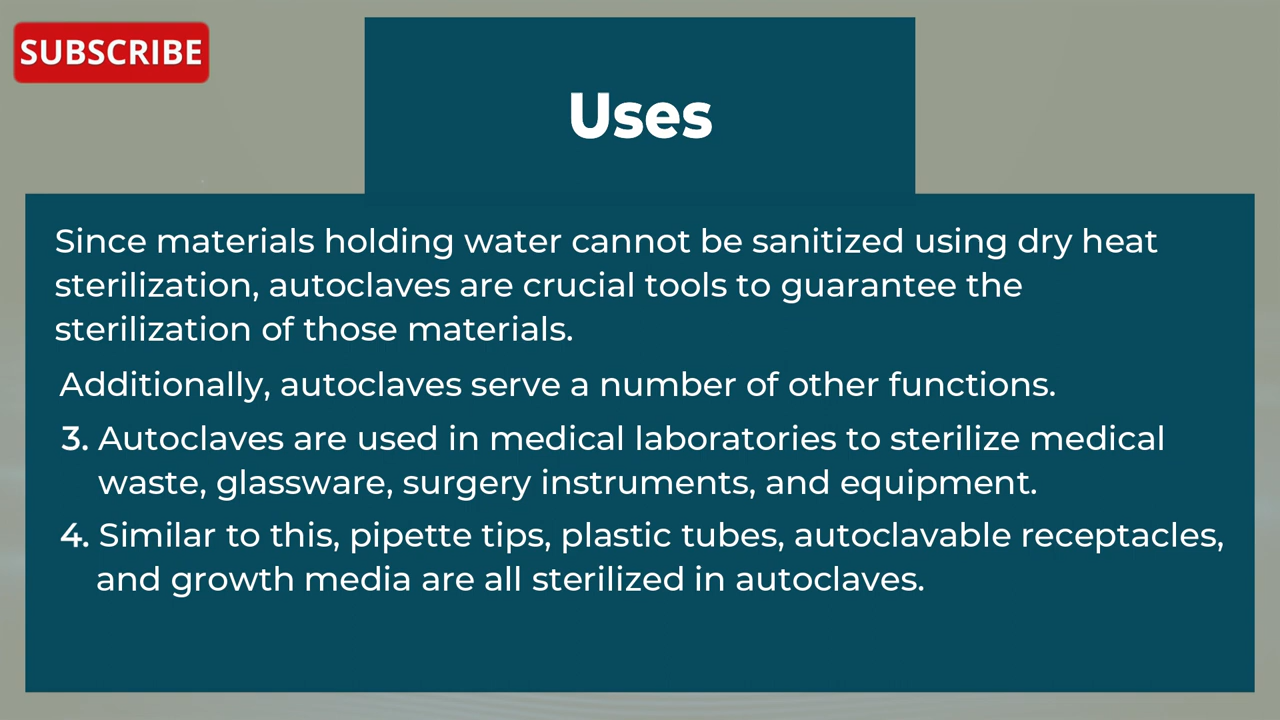 SUBSCRIBE
Uses
Since materials holding water cannot be sanitized using dry heat
sterilization, autoclaves are crucial tools to guarantee the
sterilization of those materials.
Additionally, autoclaves serve a number of other functions.
3. Autoclaves are used in medical laboratories to sterilize medical
waste, glassware, surgery instruments, and equipment.
4. Similar to this, pipette tips, plastic tubes, autoclavable receptacles,
and growth media are all sterilized in autoclaves.